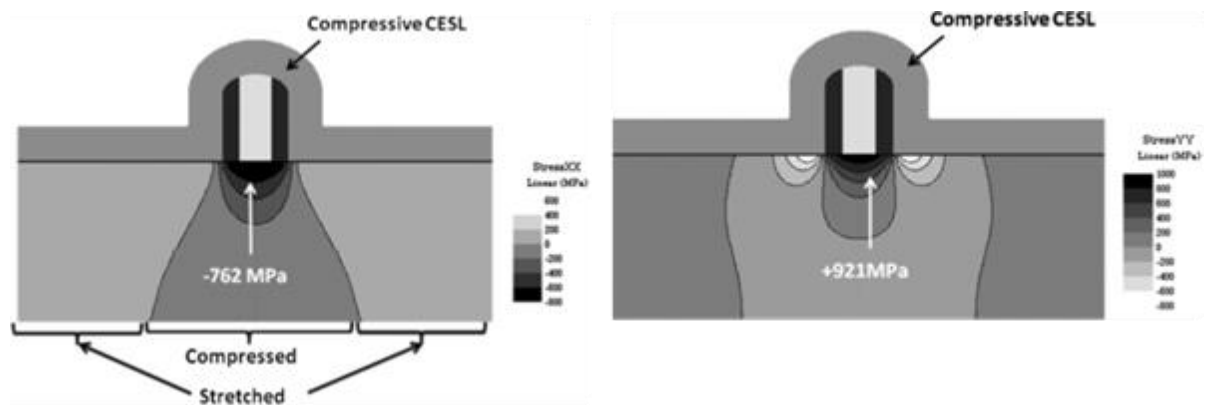 Compressive CESL
StressXX
Linear (MPa)
600
400
200
0
-200
-400
-600
-800
-762 MPa
Compressed
Stretched
Compressive CESL
StressYY
Linear (MPa)
1000
800
600
400
200
0
-200
-400
-600
-800
+921MPa